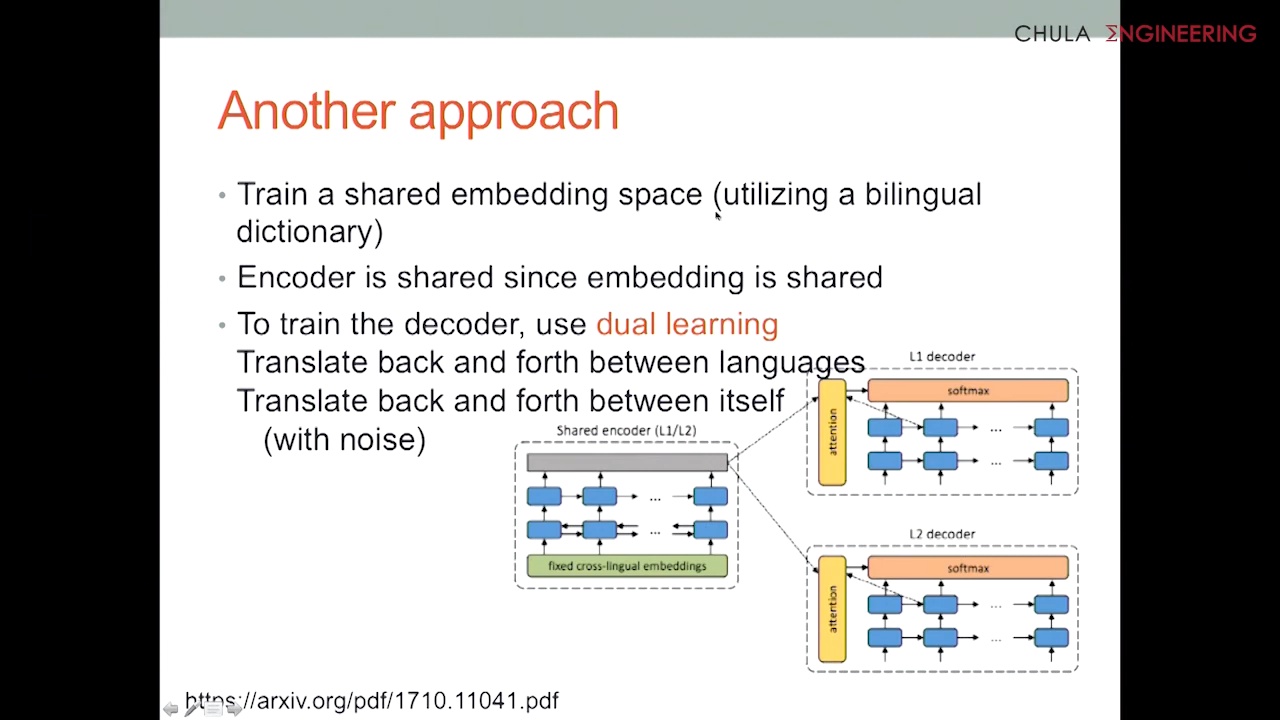 CHULA ΣNGINEERING
Another approach
• Train a shared embedding space (utilizing a bilingual
dictionary)
• Encoder is shared since embedding is shared
• To train the decoder, use dual learning
Translate back and forth between languages
Translate back and forth between itself
(with noise)
Shared encoder (L1/L2)
...
...
fixed cross-lingual embeddings
L1 decoder
attention
softmax
...
...
L2 decoder
attention
softmax
...
...
https://arxiv.org/pdf/1710.11041.pdf